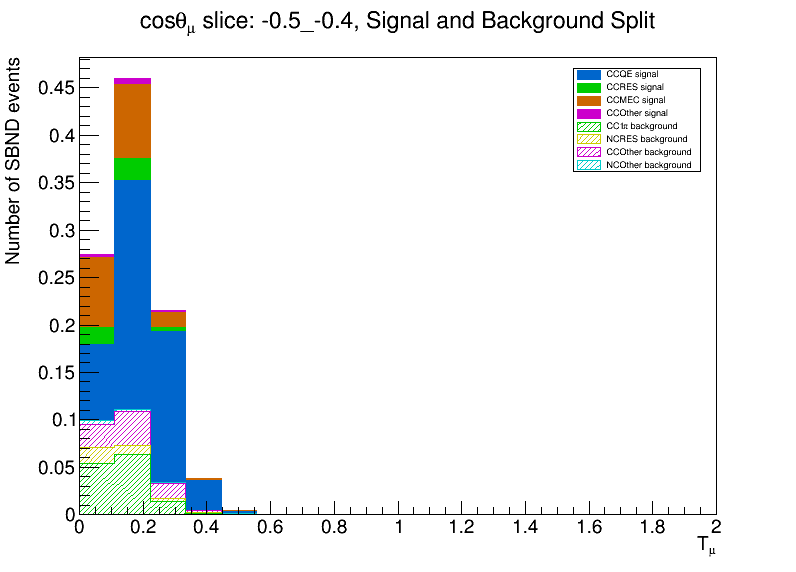 cosθμ slice: -0.5_-0.4, Signal and Background Split
Number of SBND events
0.45
0.4
0.35
0.3
0.25
0.2
0.15
0.1
0.05
0
CCQE signal
CCRES signal
CCMEC signal
CCOther signal
CC1π background
NCRES background
CCOther background
NCOther background
0 0.2 0.4 0.6 0.8 1 1.2 1.4 1.6 1.8 2
Tμ